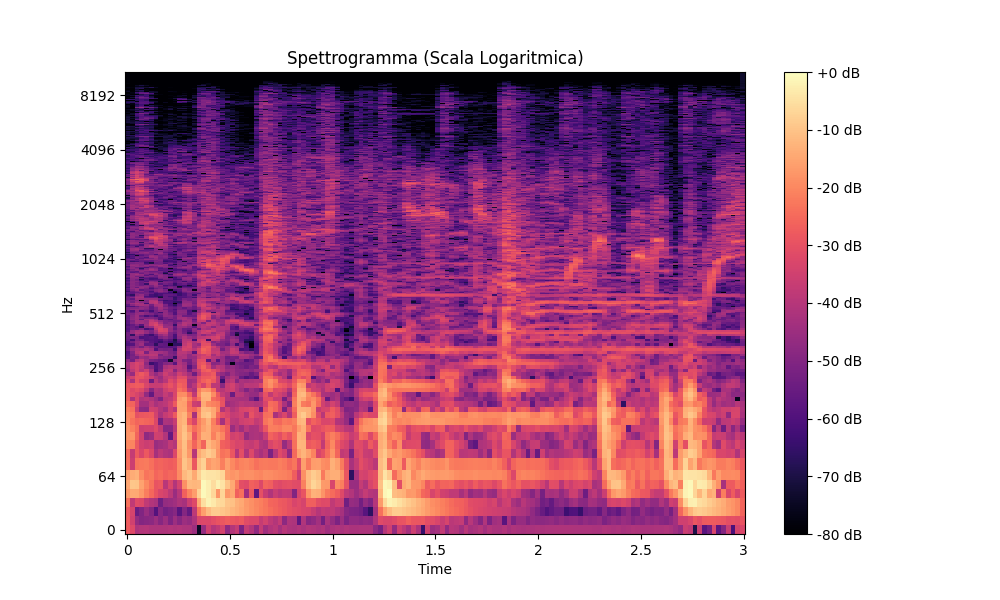 Spettrogramma (Scala Logaritmica)
8192
4096
2048
1024
512
256
128
64
0
Hz
0
0.5
1
1.5
2
2.5
3
Time
+0 dB
-10 dB
-20 dB
-30 dB
-40 dB
-50 dB
-60 dB
-70 dB
-80 dB